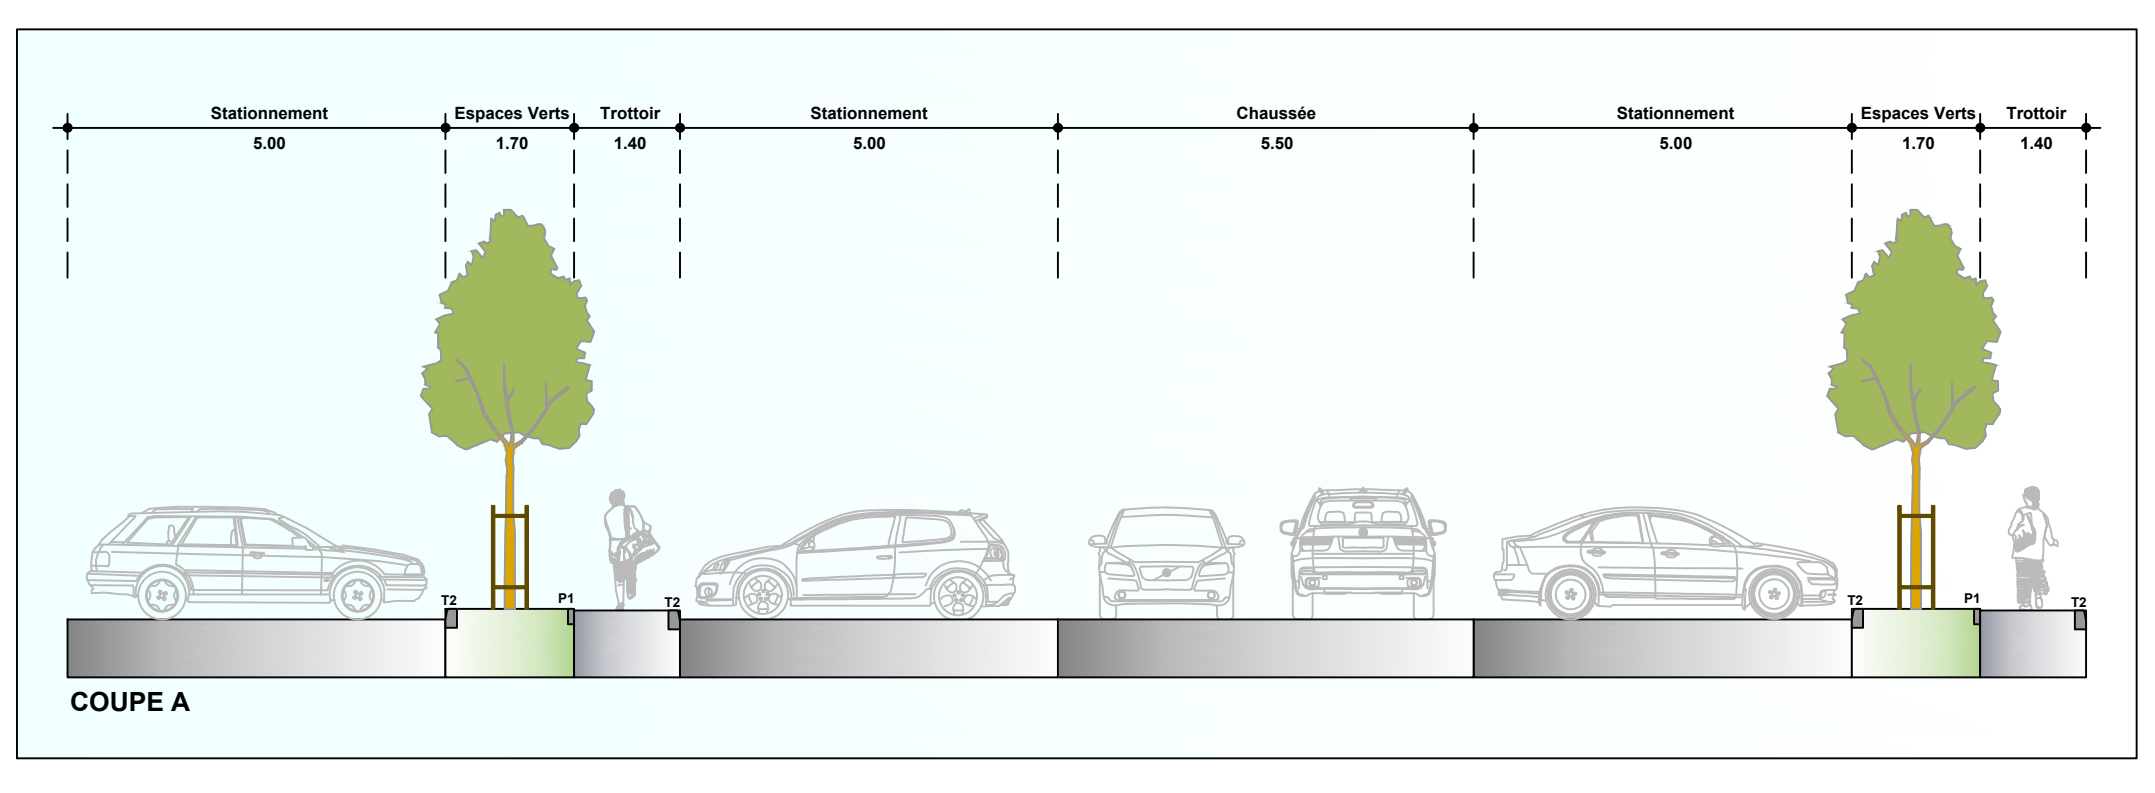 Stationnement Espaces Verts Trottoir Stationnement Chaussée Stationnement Espaces Verts Trottoir
5.00 1.70 1.40 5.00 5.50 5.00 1.70 1.40
T2 P1 T2 T2 P1 T2
COUPE A